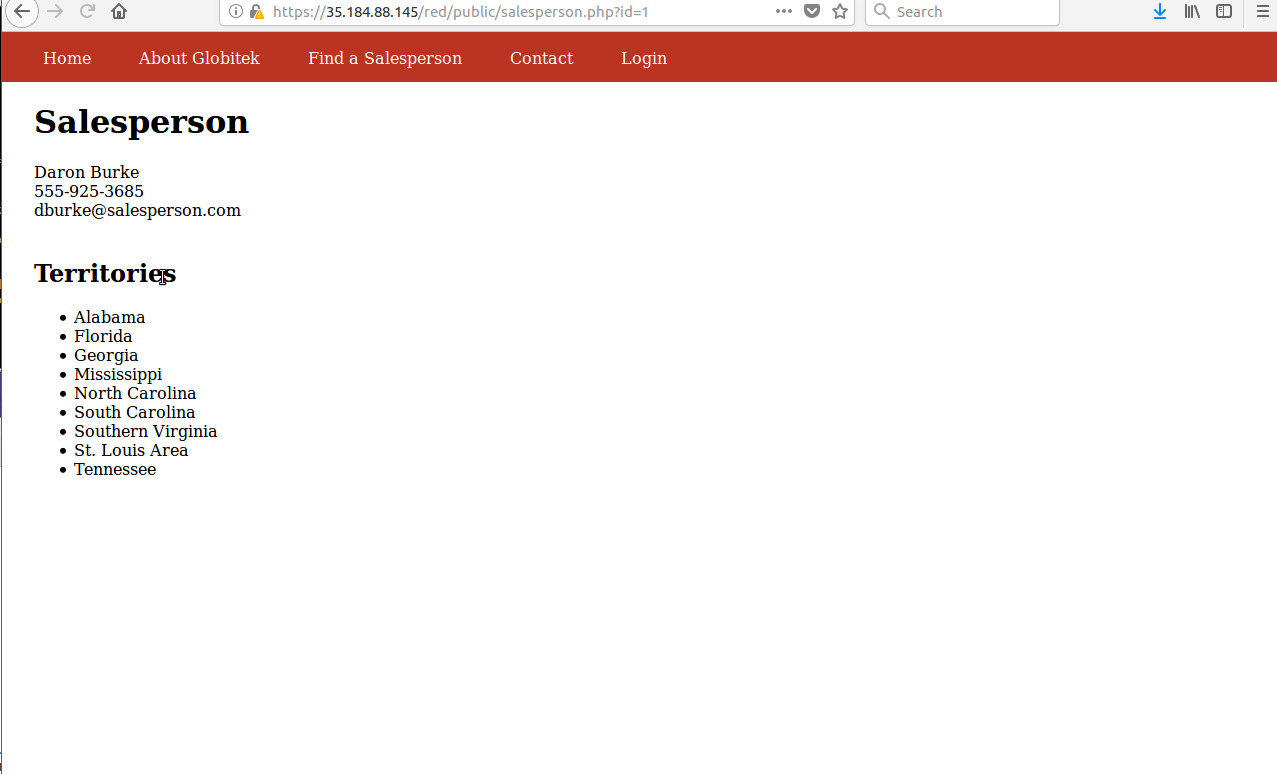 https://35.184.88.145/red/public/salesperson.php?id=1
Search
Home About Globitek Find a Salesperson Contact Login
Salesperson
Daron Burke
555-925-3685
dburke@salesperson.com
Territories
• Alabama
• Florida
• Georgia
• Mississippi
• North Carolina
• South Carolina
• Southern Virginia
• St. Louis Area
• Tennessee